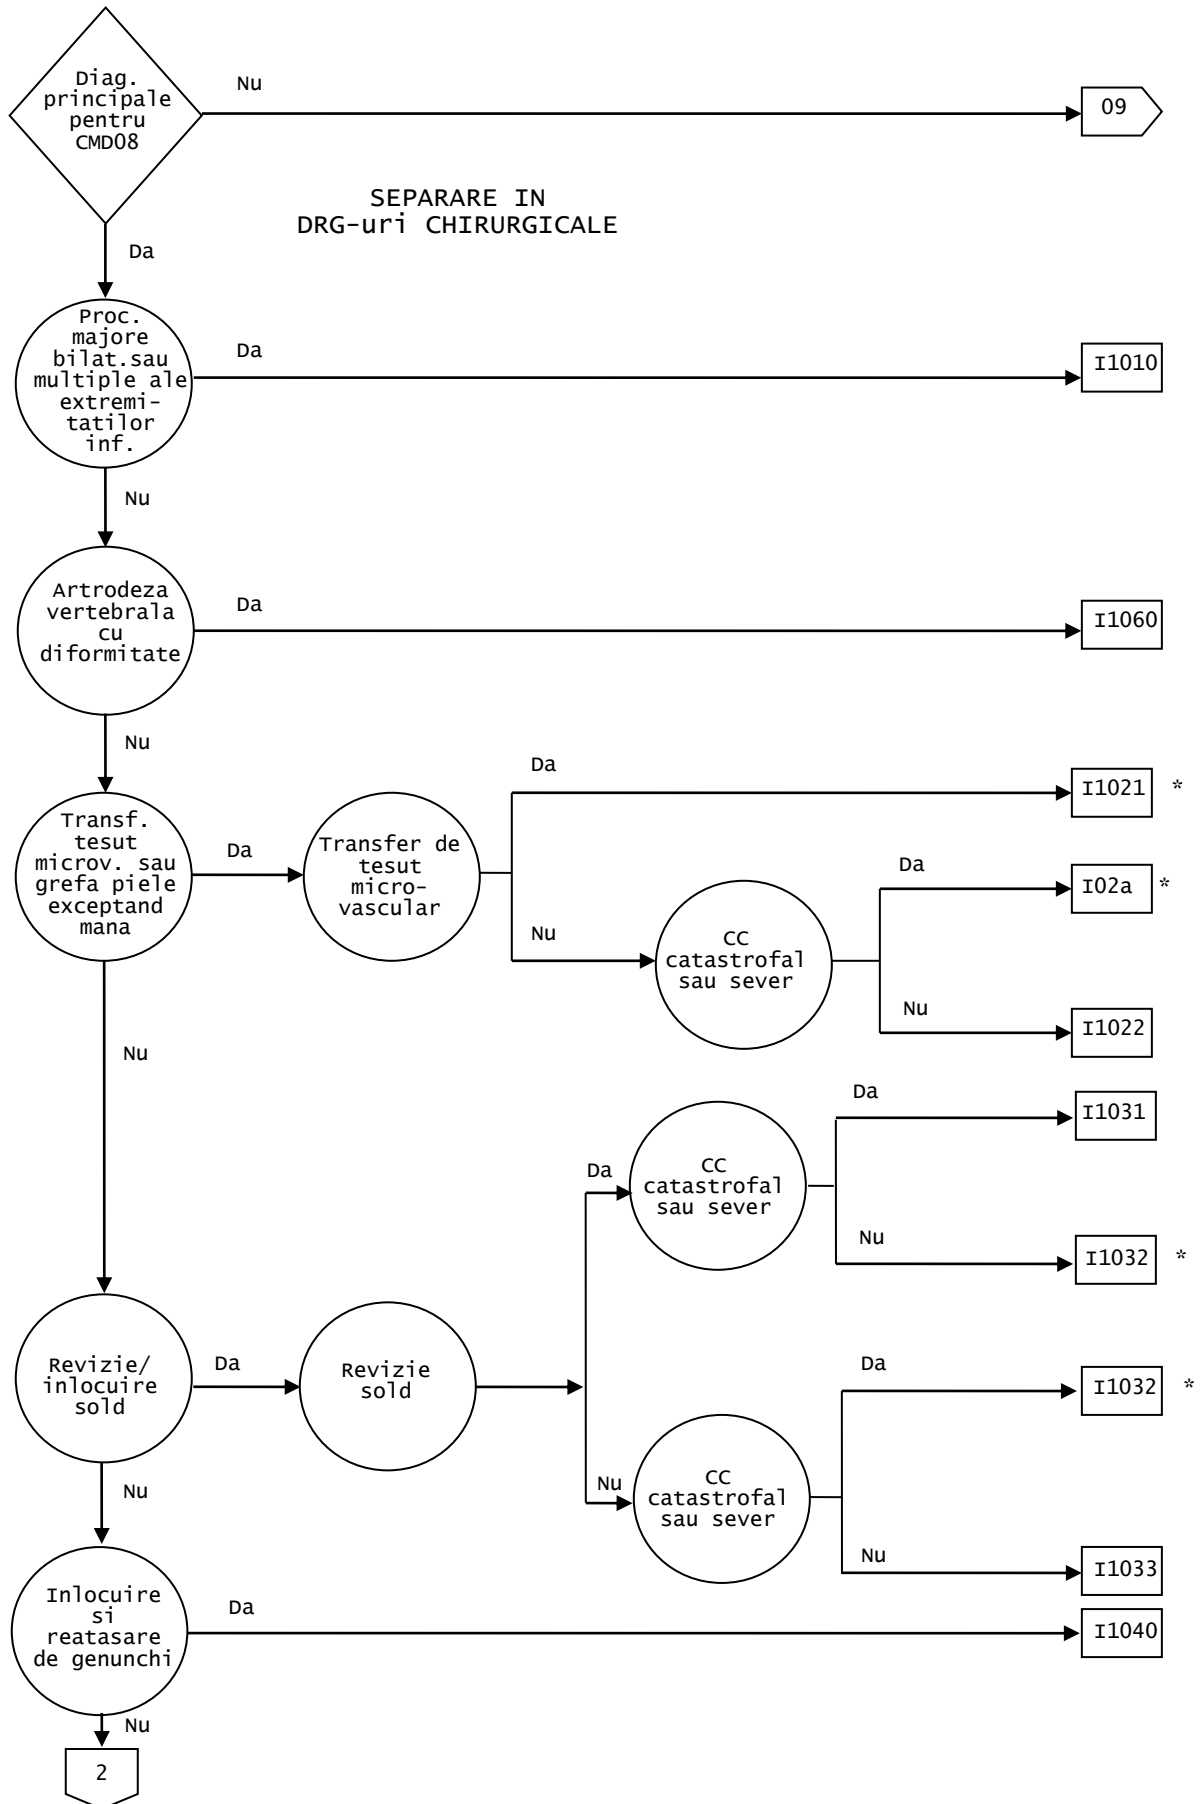 Diag.
principale
pentru
CMD08
Nu
09
SEPARARE IN
DRG-uri CHIRURGICALE
Da
Proc.
majore
bilat.sau
multiple ale
extremi-
tatilor
inf.
Da
I1010
Nu
Artrodeza
vertebrala
cu
diformitate
Da
I1060
Nu
Transf.
tesut
microv. sau
grefa piele
exceptand
mana
Da
Transfer de
tesut
micro-
vascular
Da
I1021 *
Nu
CC
catastrofal
sau sever
Da
I02a *
Nu
I1022
Nu
Revizie/
inlocuire
sold
Da
Revizie
sold
Da
CC
catastrofal
sau sever
Da
I1031
Nu
I1032 *
Nu
CC
catastrofal
sau sever
Da
I1032 *
Nu
I1033
Nu
Inlocuire
si
reatasare
de genunchi
Da
I1040
Nu
2